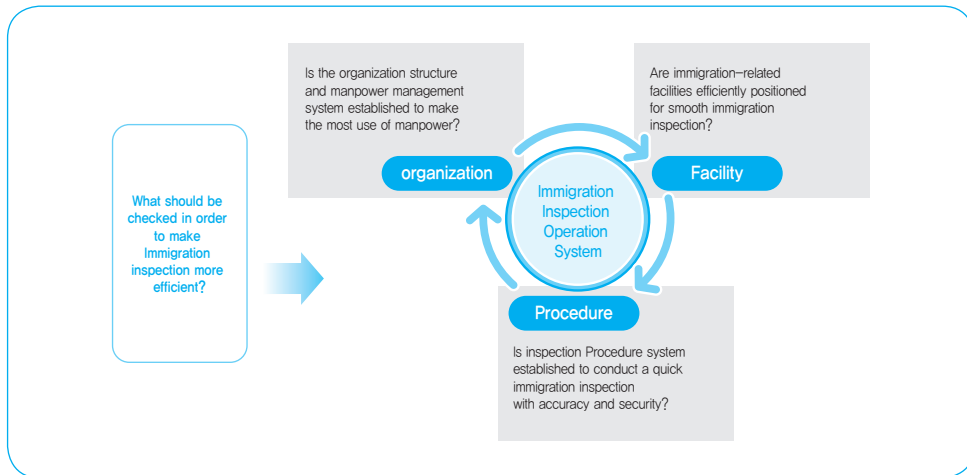 What should be
checked in order
to make
Immigration
inspection more
efficient?
Is the organization structure
and manpower management
system established to make
the most use of manpower?
organization
Are immigration-related
facilities efficiently positioned
for smooth immigration
inspection?
Facility
Immigration
Inspection
Operation
System
Procedure
Is inspection Procedure system
established to conduct a quick
immigration inspection
with accuracy and security?